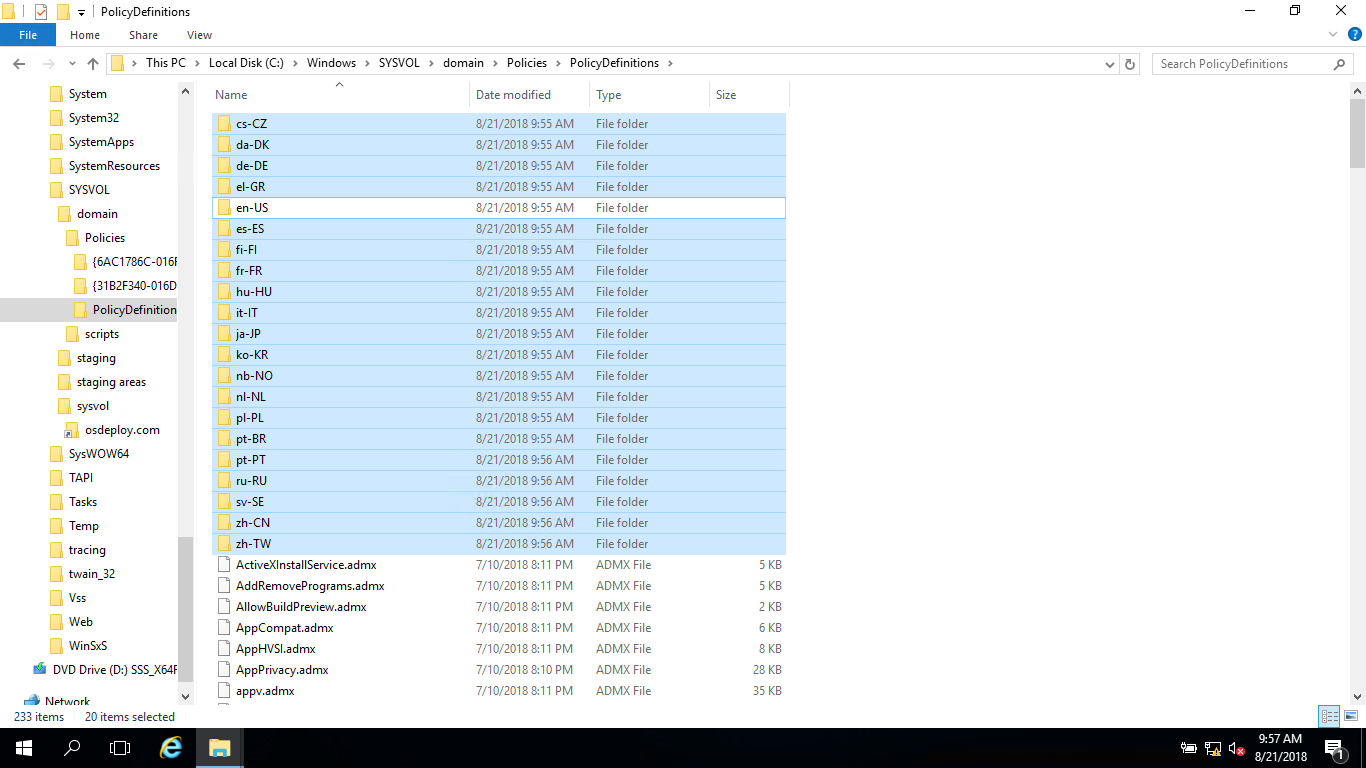 PolicyDefinitions
File Home Share View
This PC Local Disk (C:) Windows SYSVOL domain Policies PolicyDefinitions
Search PolicyDefinitions
System
System32
SystemApps
SystemResources
SYSVOL
domain
Policies
{6AC1786C-016F
{31B2F340-016D
PolicyDefinition
scripts
staging
staging areas
sysvol
osdeploy.com
SysWOW64
TAPI
Tasks
Temp
tracing
twain_32
Vss
Web
WinSxS
DVD Drive (D:) SSS_X64F
Network
Name Date modified Type Size
cs-CZ 8/21/2018 9:55 AM File folder
da-DK 8/21/2018 9:55 AM File folder
de-DE 8/21/2018 9:55 AM File folder
el-GR 8/21/2018 9:55 AM File folder
en-US 8/21/2018 9:55 AM File folder
es-ES 8/21/2018 9:55 AM File folder
fi-FI 8/21/2018 9:55 AM File folder
fr-FR 8/21/2018 9:55 AM File folder
hu-HU 8/21/2018 9:55 AM File folder
it-IT 8/21/2018 9:55 AM File folder
ja-JP 8/21/2018 9:55 AM File folder
ko-KR 8/21/2018 9:55 AM File folder
nb-NO 8/21/2018 9:55 AM File folder
nl-NL 8/21/2018 9:55 AM File folder
pl-PL 8/21/2018 9:55 AM File folder
pt-BR 8/21/2018 9:55 AM File folder
pt-PT 8/21/2018 9:56 AM File folder
ru-RU 8/21/2018 9:56 AM File folder
sv-SE 8/21/2018 9:56 AM File folder
zh-CN 8/21/2018 9:56 AM File folder
zh-TW 8/21/2018 9:56 AM File folder
ActiveXInstallService.admx 7/10/2018 8:11 PM ADMX File 5 KB
AddRemovePrograms.admx 7/10/2018 8:11 PM ADMX File 5 KB
AllowBuildPreview.admx 7/10/2018 8:11 PM ADMX File 2 KB
AppCompat.admx 7/10/2018 8:11 PM ADMX File 6 KB
AppHVSI.admx 7/10/2018 8:11 PM ADMX File 8 KB
AppPrivacy.admx 7/10/2018 8:10 PM ADMX File 28 KB
appv.admx 7/10/2018 8:11 PM ADMX File 35 KB
233 items 20 items selected
9:57 AM
8/21/2018
1